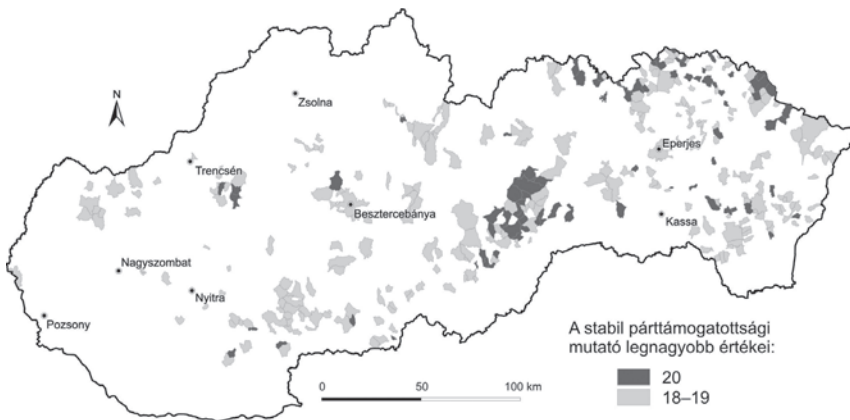 N
Zsolna
Trencsén
Eperjes
Besztercebánya
Kassa
Nagyszombat
Nyitra
Pozsony
A stabil párttámogatottsági
mutató legnagyobb értékei:
20
18–19
0 50 100 km